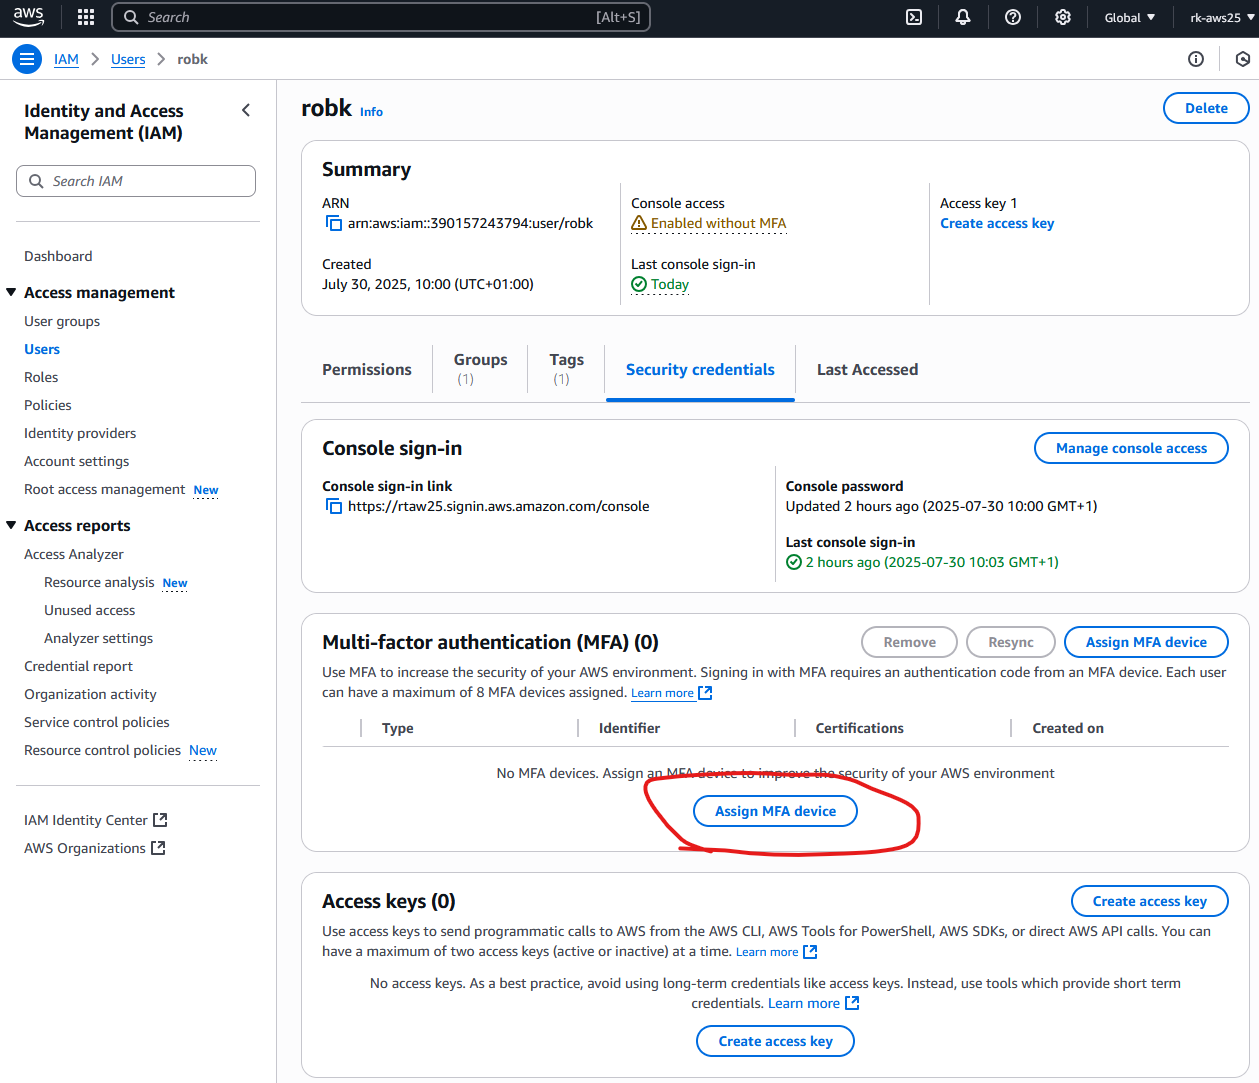 aws
Search [Alt+S]
Global
rk-aws25
IAM
Users
robk
Identity and Access
Management (IAM)
Search IAM
Dashboard
Access management
User groups
Users
Roles
Policies
Identity providers
Account settings
Root access management New
Access reports
Access Analyzer
Resource analysis New
Unused access
Analyzer settings
Credential report
Organization activity
Service control policies
Resource control policies New
IAM Identity Center
AWS Organizations
robk Info
Delete
Summary
ARN
arn:aws:iam::390157243794:user/robk
Created
July 30, 2025, 10:00 (UTC+01:00)
Console access
Enabled without MFA
Last console sign-in
Today
Access key 1
Create access key
Permissions
Groups
(1)
Tags
(1)
Security credentials
Last Accessed
Console sign-in
Manage console access
Console sign-in link
https://rtaw25.signin.aws.amazon.com/console
Console password
Updated 2 hours ago (2025-07-30 10:00 GMT+1)
Last console sign-in
2 hours ago (2025-07-30 10:03 GMT+1)
Multi-factor authentication (MFA) (0)
Remove
Resync
Assign MFA device
Use MFA to increase the security of your AWS environment. Signing in with MFA requires an authentication code from an MFA device. Each user
can have a maximum of 8 MFA devices assigned. Learn more
Type
Identifier
Certifications
Created on
No MFA devices. Assign an MFA device to improve the security of your AWS environment
Assign MFA device
Access keys (0)
Create access key
Use access keys to send programmatic calls to AWS from the AWS CLI, AWS Tools for PowerShell, AWS SDKs, or direct AWS API calls. You can
have a maximum of two access keys (active or inactive) at a time. Learn more
No access keys. As a best practice, avoid using long-term credentials like access keys. Instead, use tools which provide short term
credentials. Learn more
Create access key